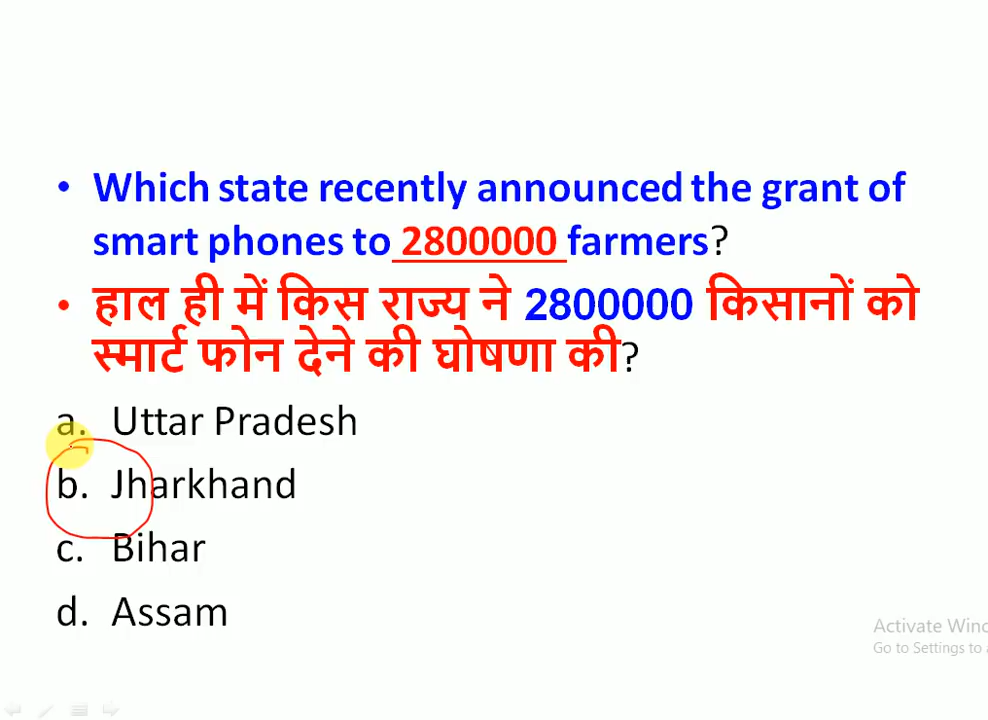 • Which state recently announced the grant of
smart phones to 2800000 farmers?
• हाल ही में किस राज्य ने 2800000 किसानों को
स्मार्ट फोन देने की घोषणा की?
a. Uttar Pradesh
b. Jharkhand
c. Bihar
d. Assam
Activate Winc
Go to Settings to